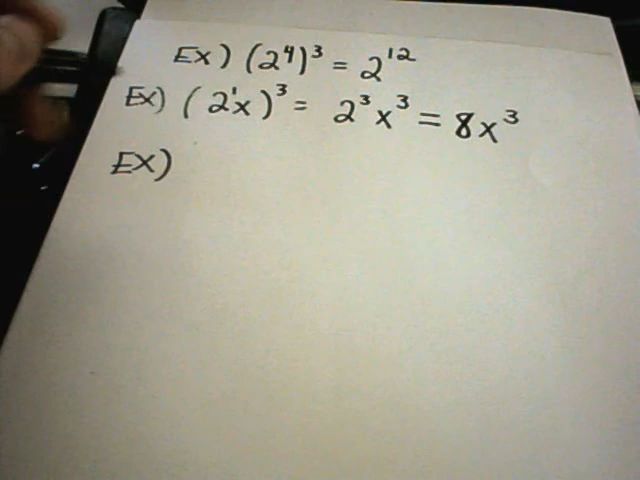 Ex) (2⁴)³ = 2¹²
Ex) (2¹x)³ = 2³x³ = 8x³
Ex)